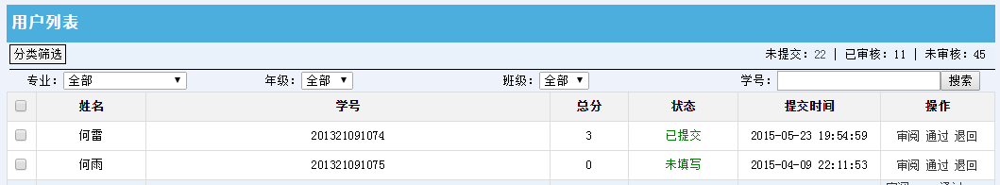 用户列表
分类筛选 未提交：22 | 已审核：11 | 未审核：45
专业：全部 年级：全部 班级：全部 学号： 搜索
姓名 学号 总分 状态 提交时间 操作
何雷 201321091074 3 已提交 2015-05-23 19:54:59 审阅 通过 退回
何雨 201321091075 0 未填写 2015-04-09 22:11:53 审阅 通过 退回